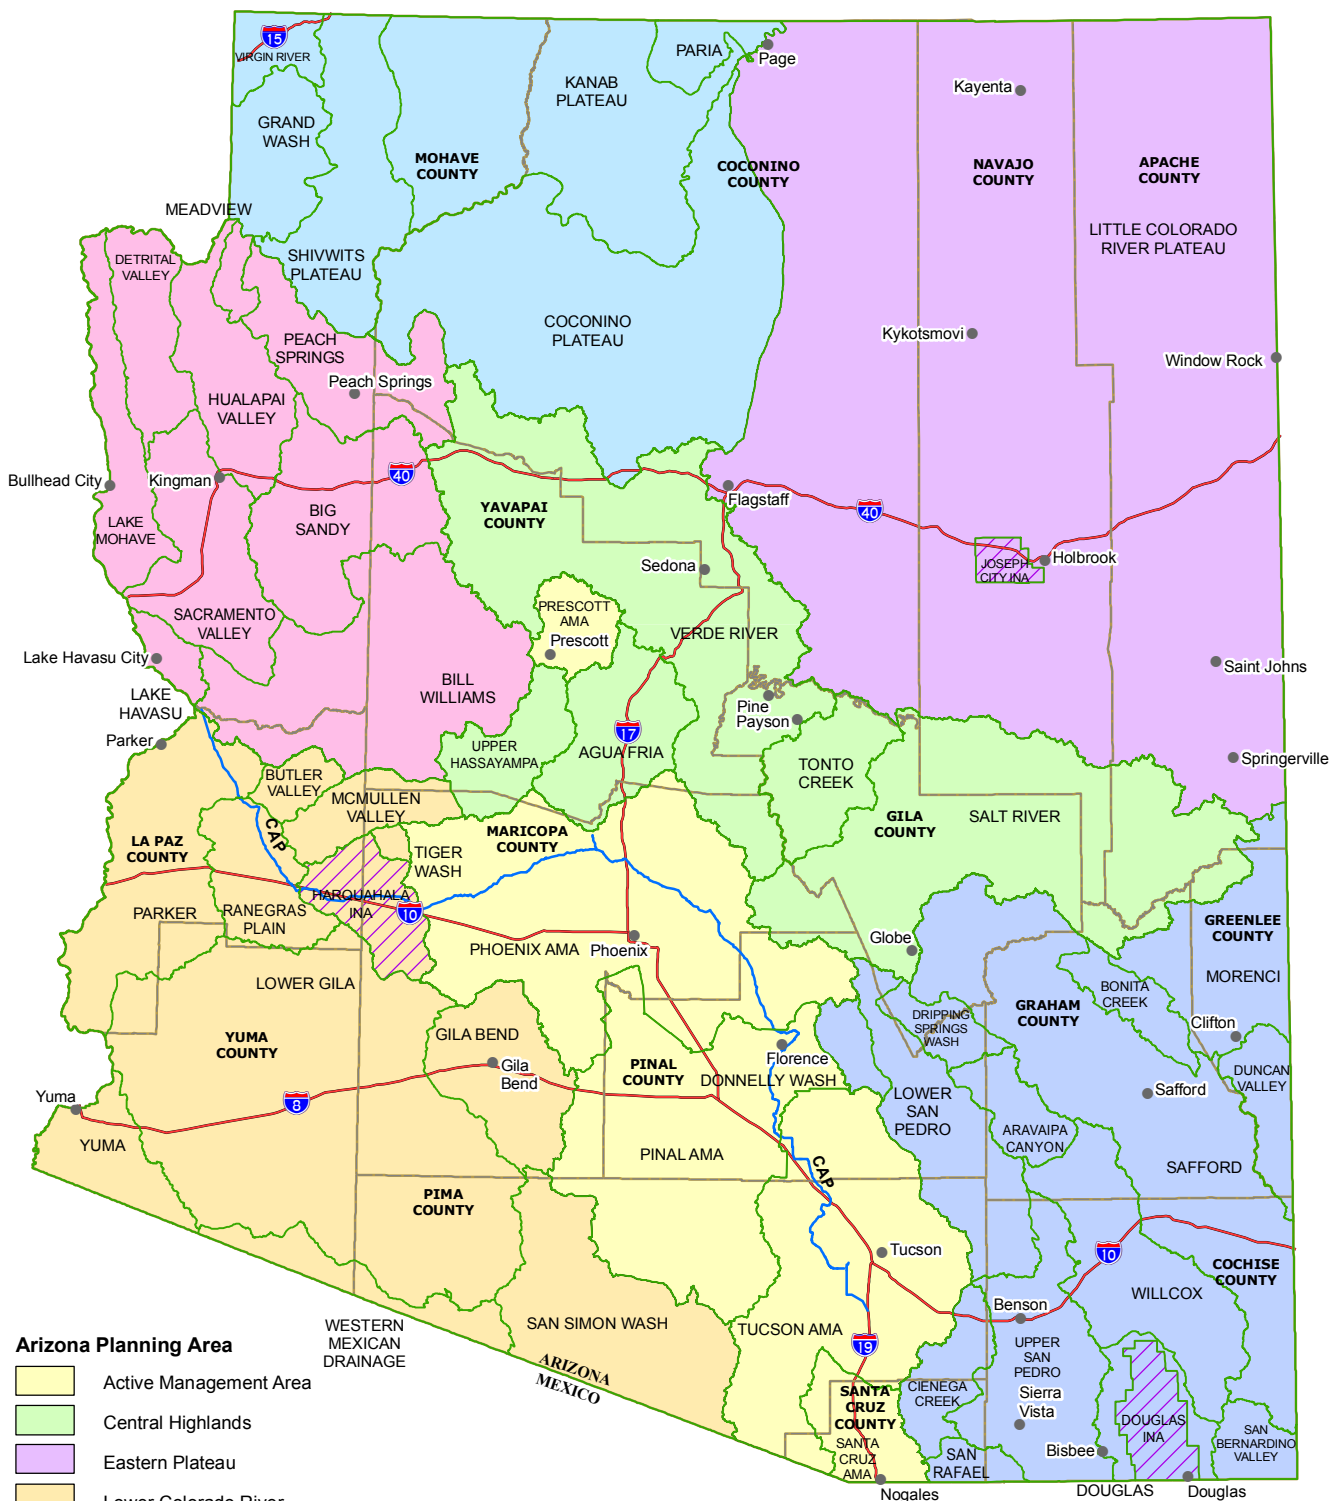 15
VIRGIN RIVER
PARIA
Page
KANAB
PLATEAU
Kayenta
GRAND
WASH
MOHAVE
COUNTY
COCONINO
COUNTY
NAVAJO
COUNTY
APACHE
COUNTY
MEADVIEW
LITTLE COLORADO
RIVER PLATEAU
DETRITAL
VALLEY
SHIVWITS
PLATEAU
COCONINO
PLATEAU
PEACH
SPRINGS
Kykotsmovi
Window Rock
Peach Springs
HUALAPAI
VALLEY
Bullhead City
Kingman
40
Flagstaff
40
LAKE
MOHAVE
BIG
SANDY
YAVAPAI
COUNTY
Sedona
JOSEPH
CITY INA
Holbrook
SACRAMENTO
VALLEY
PRESCOTT
AMA
Prescott
VERDE RIVER
Lake Havasu City
Saint Johns
LAKE
HAVASU
BILL
WILLIAMS
Pine
Payson
Parker
17
UPPER
HASSAYAMPA
AGUA FRIA
TONTO
CREEK
Springerville
BUTLER
VALLEY
MCMULLEN
VALLEY
CAP
LA PAZ
COUNTY
MARICOPA
COUNTY
GILA
COUNTY
SALT RIVER
TIGER
WASH
HARQUAHALA
INA
10
PARKER
RANEGRAS
PLAIN
GREENLEE
COUNTY
PHOENIX AMA
Phoenix
Globe
LOWER GILA
MORENCI
BONITA
CREEK
GRAHAM
COUNTY
DRIPPING
SPRINGS
WASH
Clifton
YUMA
COUNTY
GILA BEND
Gila
Bend
PINAL
COUNTY
Florence
DONNELLY WASH
DUNCAN
VALLEY
Yuma
8
LOWER
SAN
PEDRO
Safford
YUMA
PINAL AMA
ARAVAIPA
CANYON
SAFFORD
CAP
PIMA
COUNTY
Tucson
10
COCHISE
COUNTY
WILLCOX
Benson
WESTERN
MEXICAN
DRAINAGE
SAN SIMON WASH
TUCSON AMA
19
UPPER
SAN
PEDRO
ARIZONA
MEXICO
SANTA
CRUZ
COUNTY
CIENEGA
CREEK
Sierra
Vista
DOUGLAS
INA
SAN
BERNARDINO
VALLEY
SANTA
CRUZ
AMA
SAN
RAFAEL
Bisbee
Nogales
DOUGLAS
Douglas
Arizona Planning Area
Active Management Area
Central Highlands
Eastern Plateau
Lower Colorado River